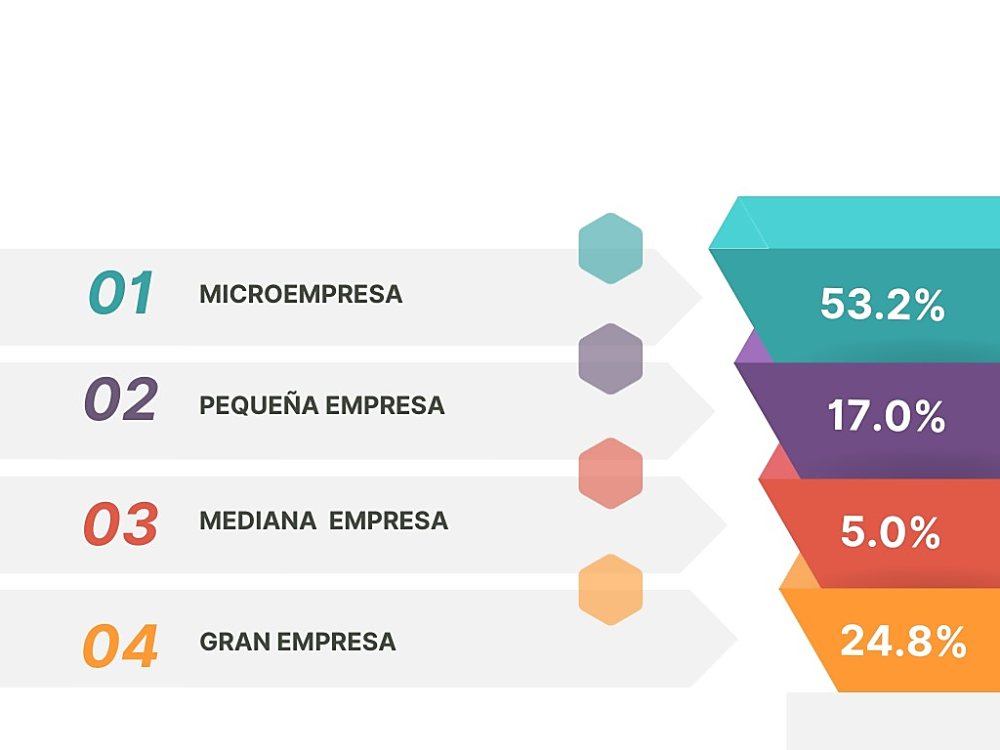 01 MICROEMPRESA 53.2%
02 PEQUEÑA EMPRESA 17.0%
03 MEDIANA EMPRESA 5.0%
04 GRAN EMPRESA 24.8%